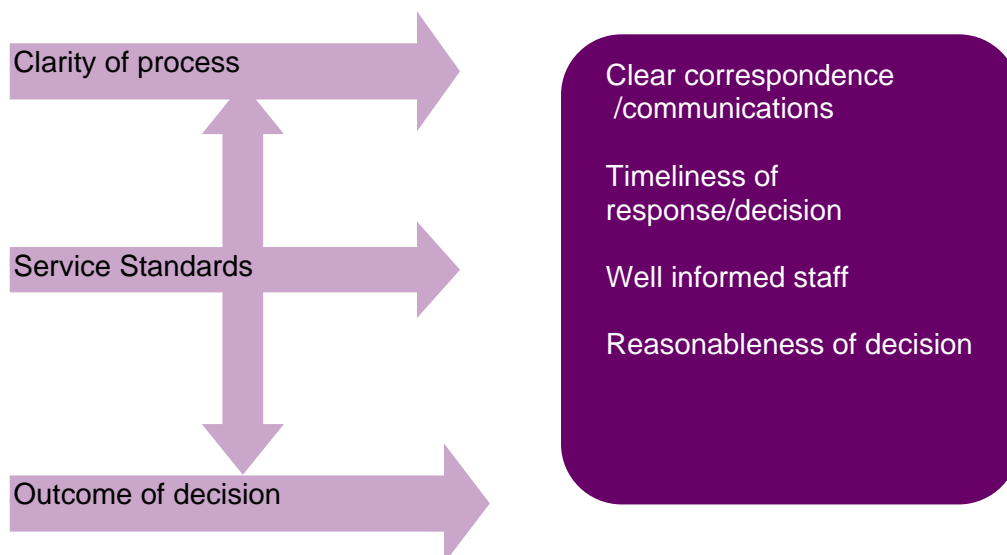 Clarity of process
Service Standards
Outcome of decision
Clear correspondence
/communications
Timeliness of
response/decision
Well informed staff
Reasonableness of decision